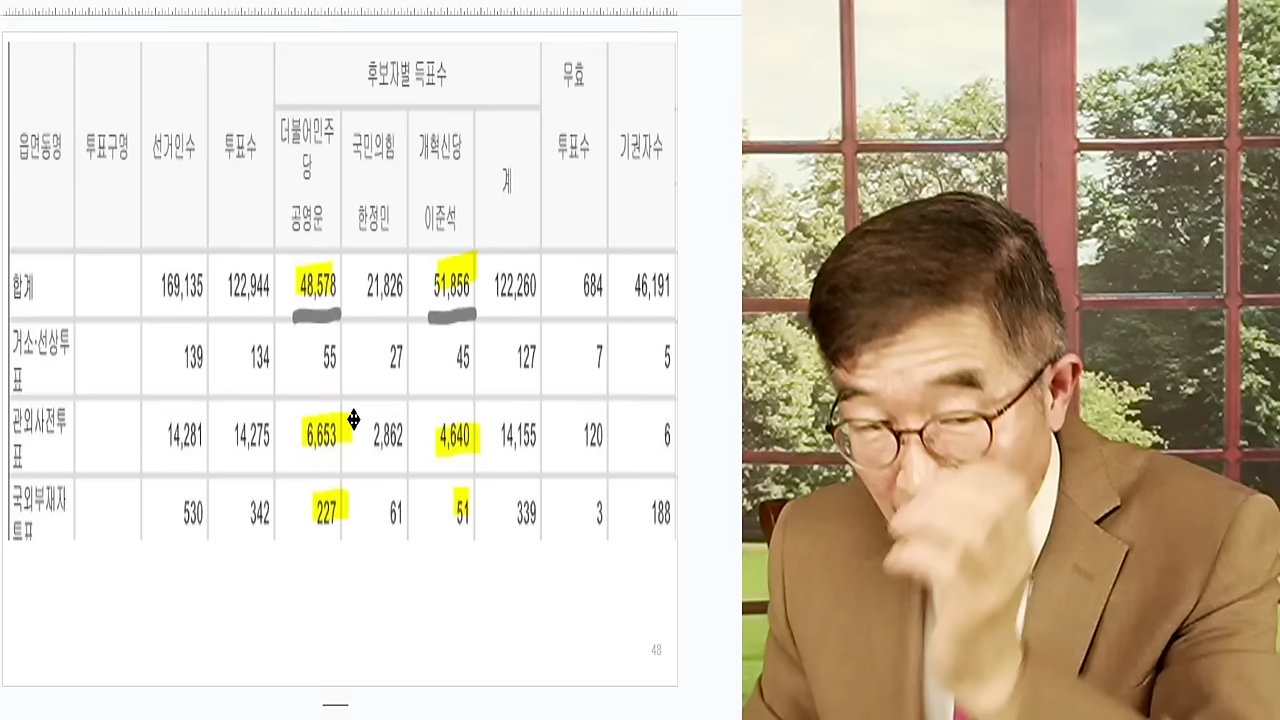 후보자별 득표수
무효
읍면동명 투표구명 선거인수 투표수 더불어민주 국민의힘 개혁신당 계 투표수 기권자수
당
공영운 한정민 이준석
합계 169,135 122,944 48,578 21,826 51,856 122,260 684 46,191
거소·선상투 139 134 55 27 45 127 7 5
표
관외사전투 14,281 14,275 6,653 2,862 4,640 14,155 120 6
표
국외부재자 530 342 227 61 51 339 3 188
투표
48